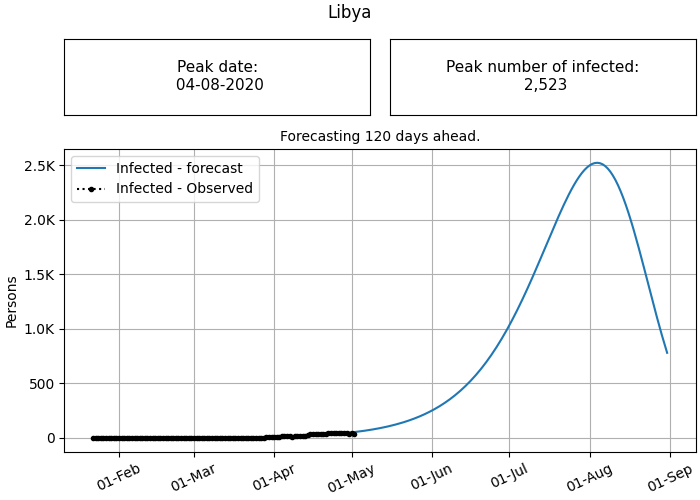 Libya
Peak date:
04-08-2020
Peak number of infected:
2,523
Forecasting 120 days ahead.
Infected - forecast
Infected - Observed
2.5K
2.0K
1.5K
1.0K
500
0
Persons
01-Feb
01-Mar
01-Apr
01-May
01-Jun
01-Jul
01-Aug
01-Sep